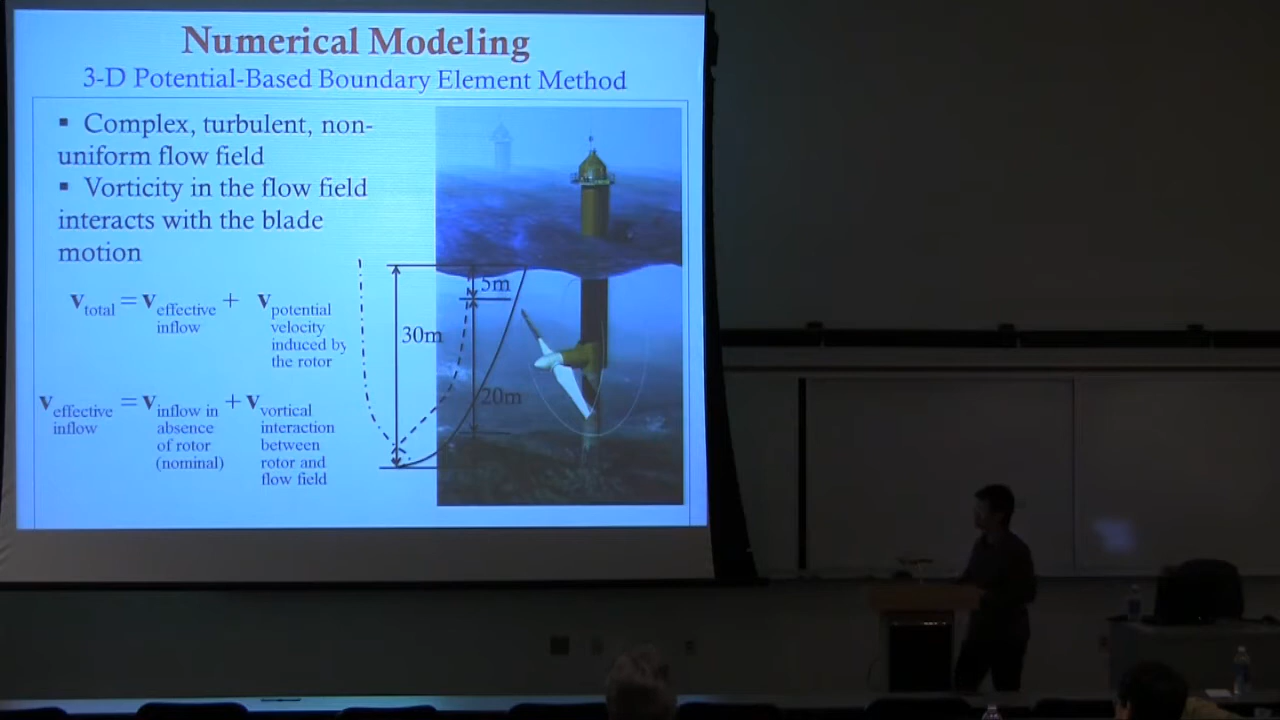 Numerical Modeling
3-D Potential-Based Boundary Element Method
▪ Complex, turbulent, non-
uniform flow field
▪ Vorticity in the flow field
interacts with the blade
motion
v total = v effective inflow + v potential velocity induced by the rotor
v effective inflow = v inflow in absence of rotor (nominal) + v vortical interaction between rotor and flow field
5m
30m
20m